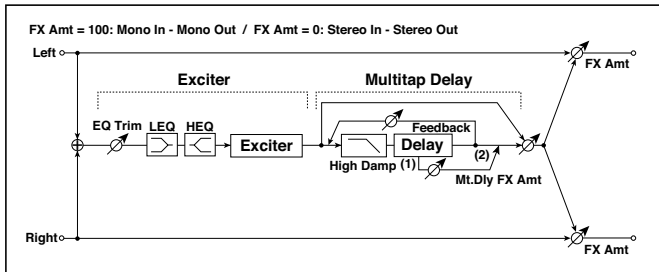 FX Amt = 100: Mono In - Mono Out / FX Amt = 0: Stereo In - Stereo Out
Left
FX Amt
Exciter
Multitap Delay
EQ Trim
LEQ
HEQ
Feedback
Exciter
Delay
(2)
High Damp
(1)
Mt.Dly FX Amt
Right
FX Amt